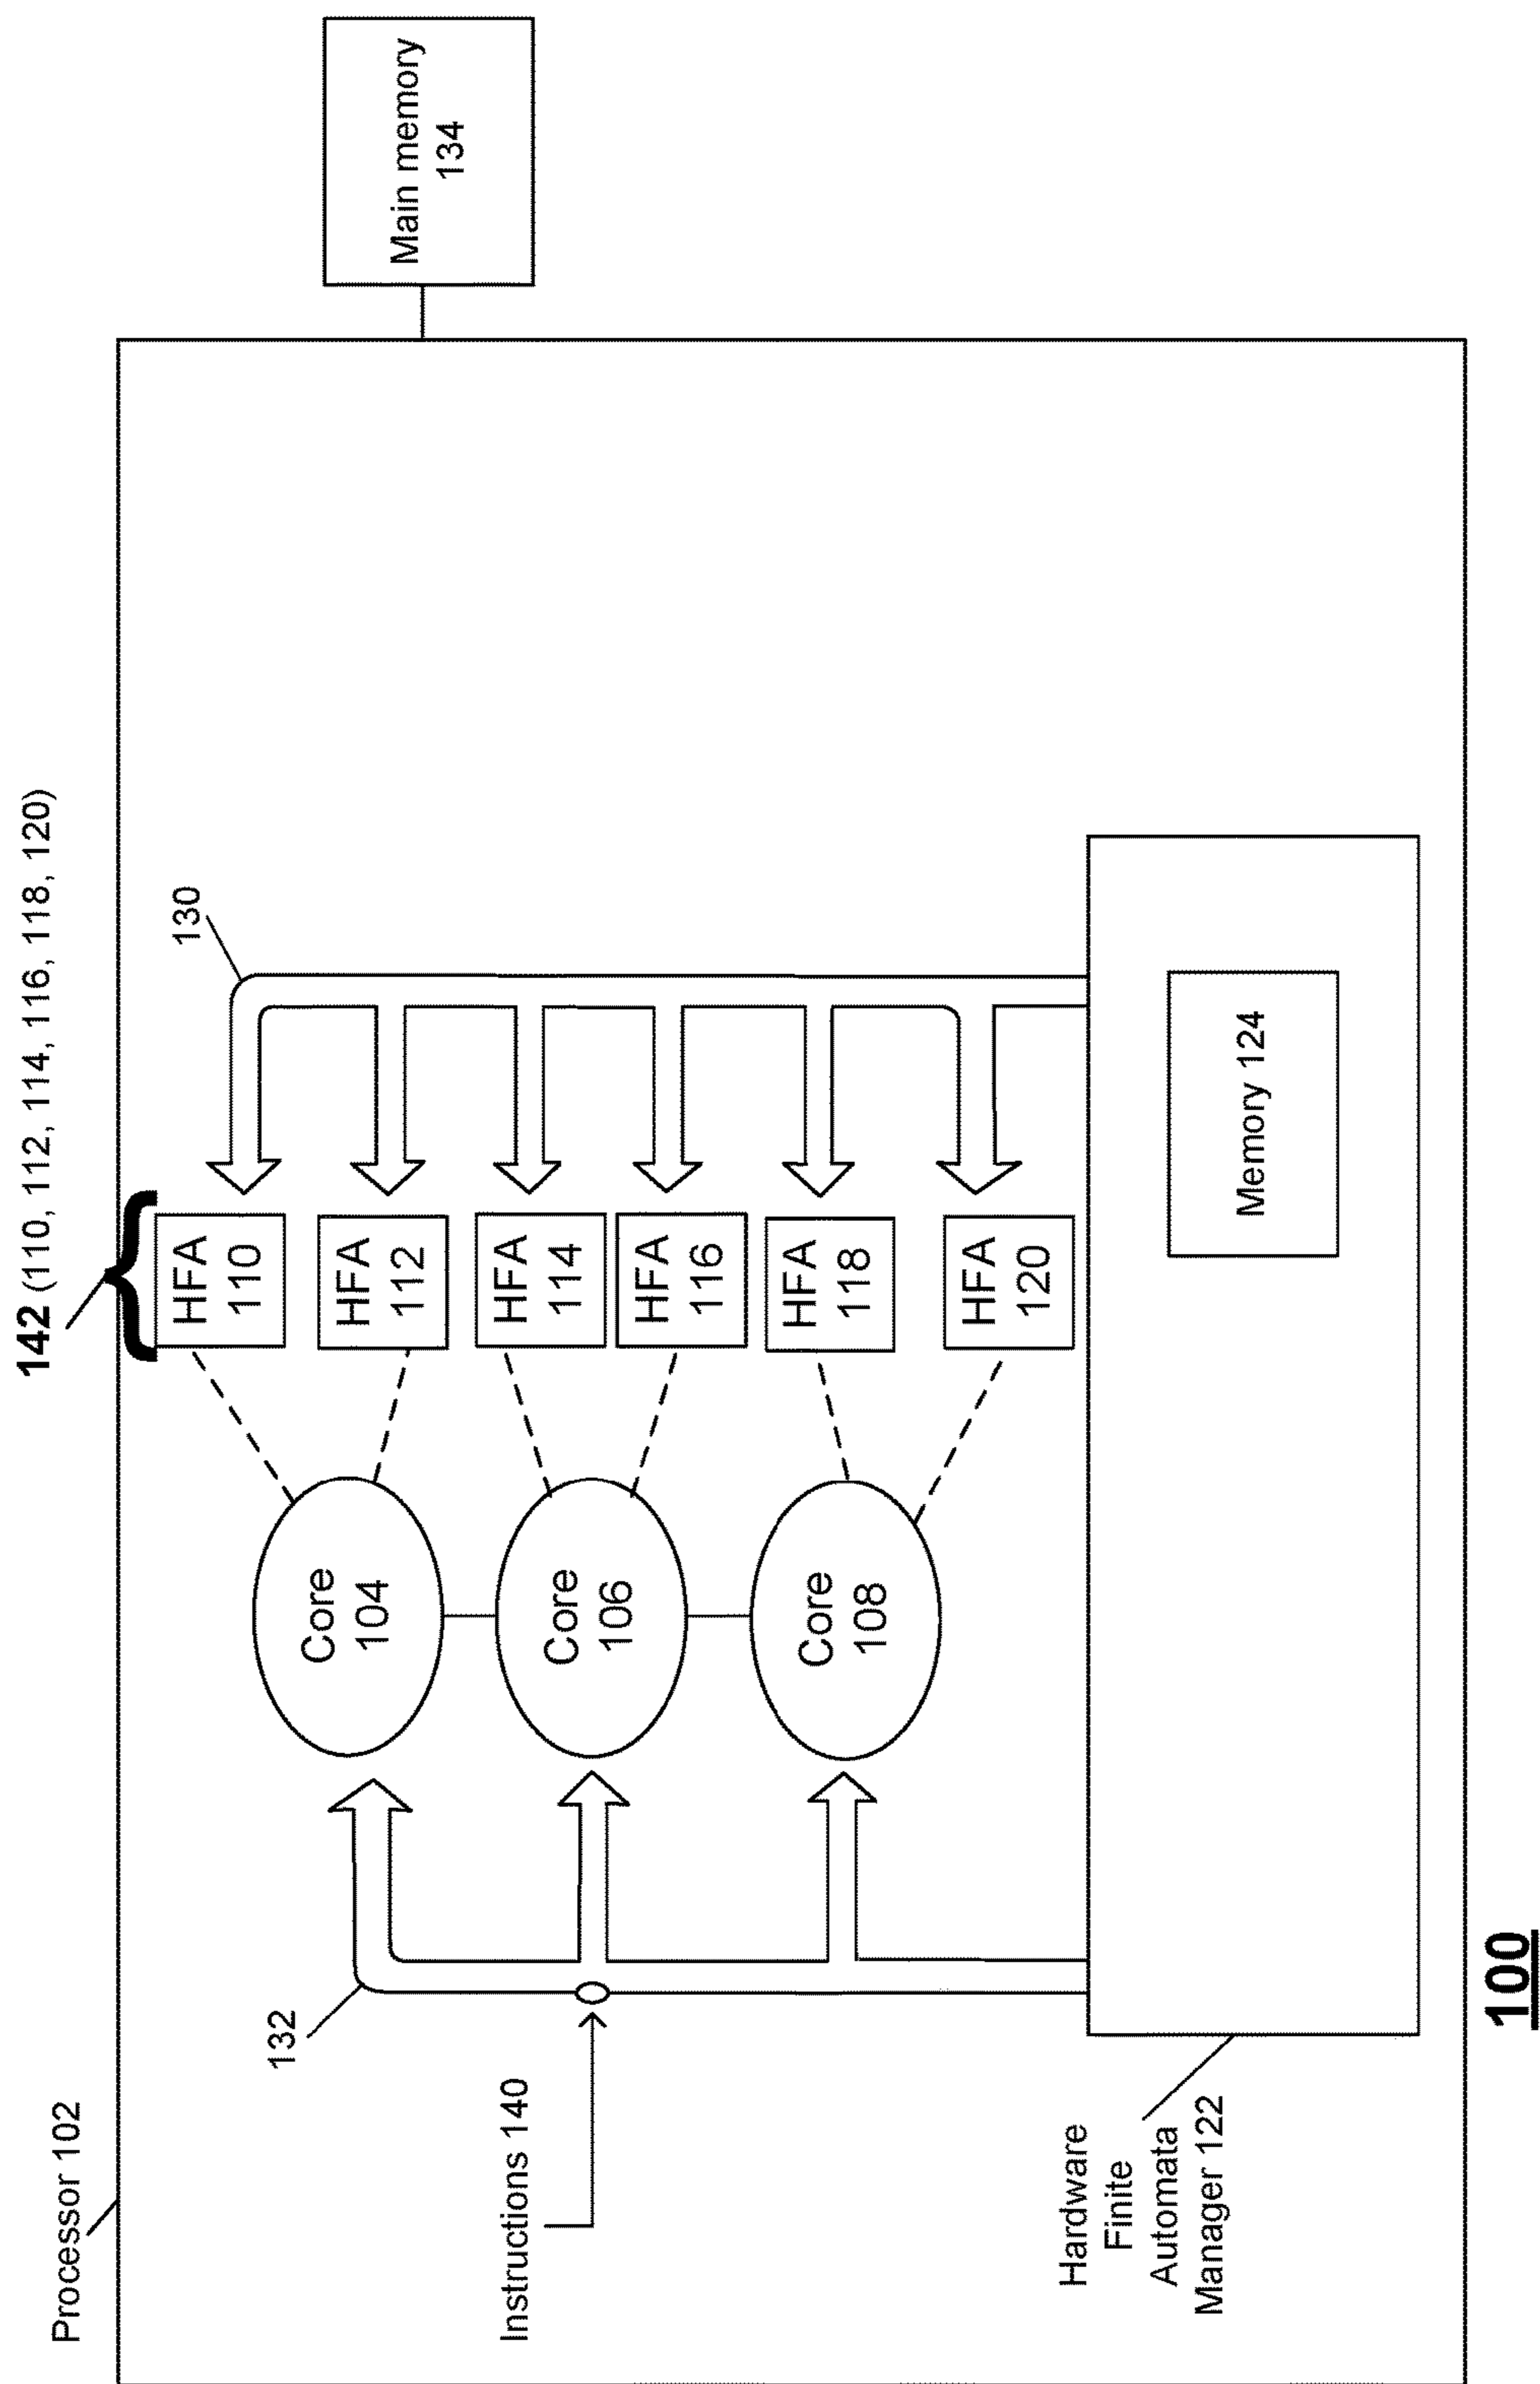 142 (110, 112, 114, 116, 118, 120)
Processor 102
130
Main memory
134
132
Instructions 140
Core
104
Core
106
Core
108
HFA
110
HFA
112
HFA
114
HFA
116
HFA
118
HFA
120
Hardware
Finite
Automata
Manager 122
Memory 124
100